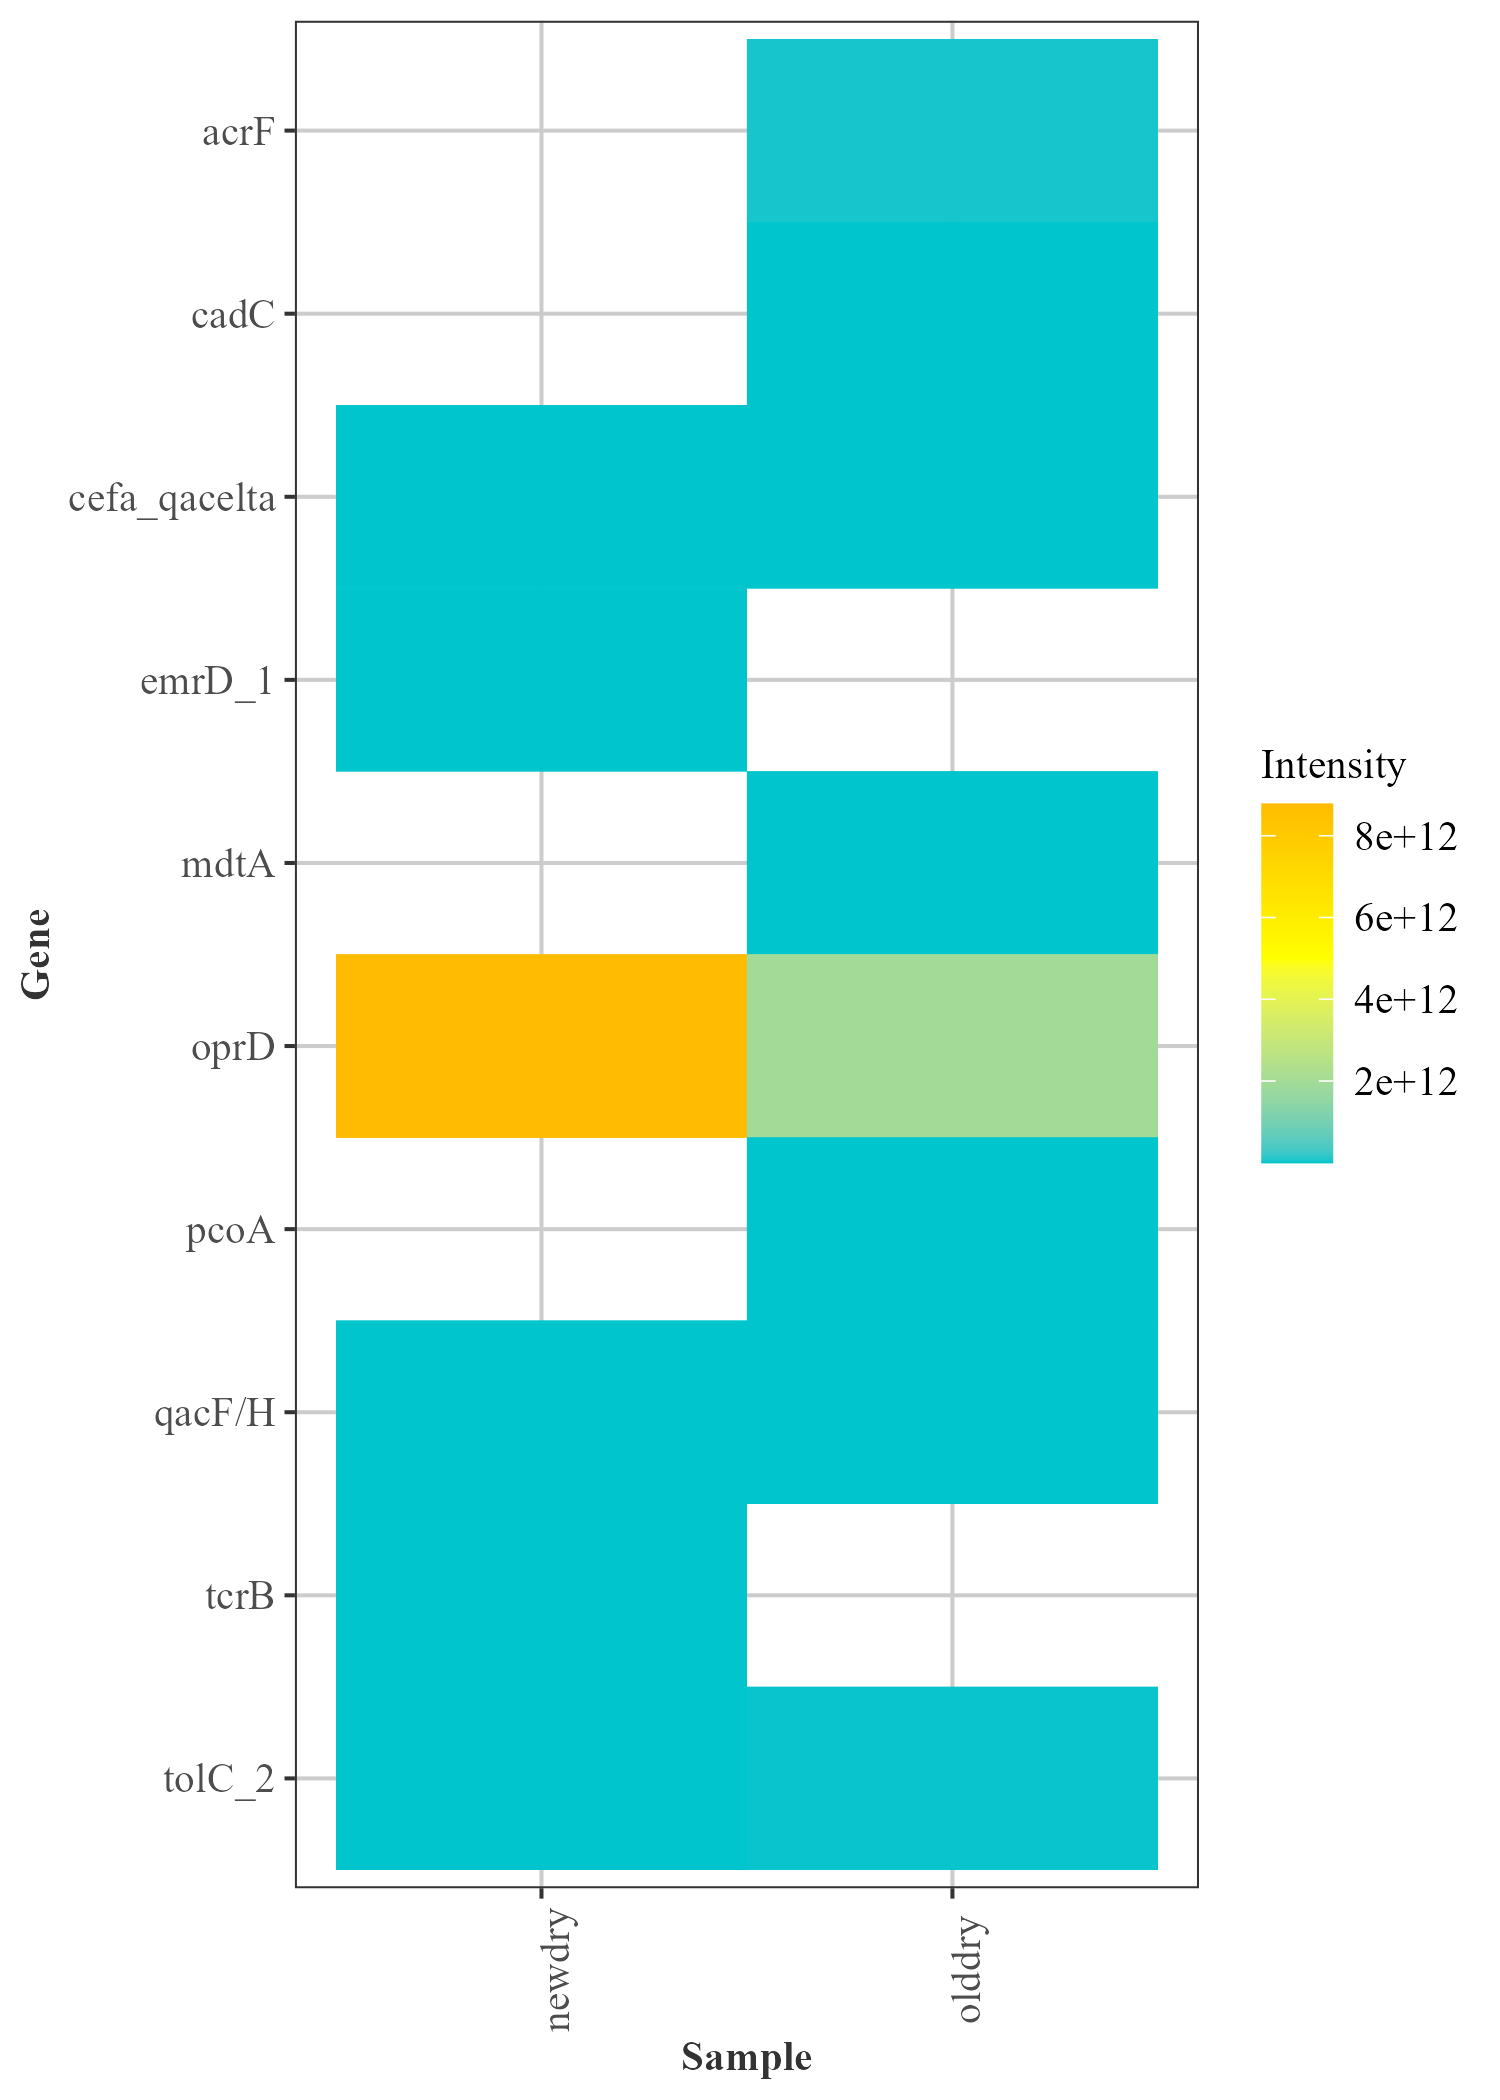 acrF
cadC
cefa_qacelta
emrD_1
mdtA
oprD
pcoA
qacF/H
tcrB
tolC_2
Gene
newdry
olddry
Sample
Intensity
8e+12
6e+12
4e+12
2e+12